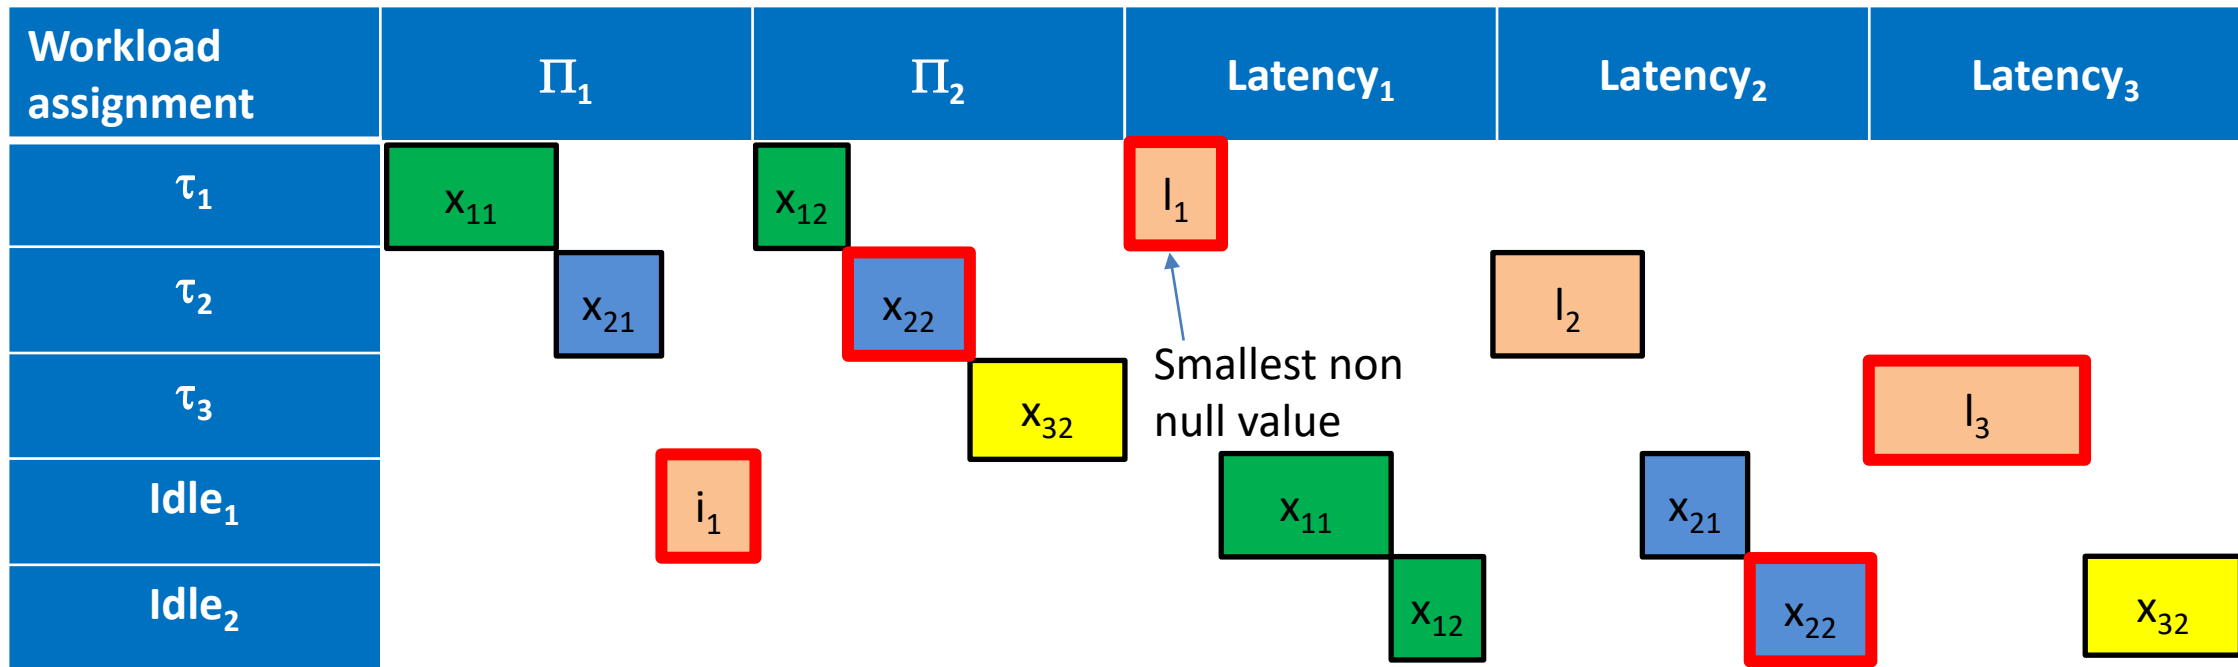 Workload
assignment
Π₁
Π₂
Latency₁
Latency₂
Latency₃
τ₁
x₁₁
x₁₂
l₁
τ₂
x₂₁
x₂₂
l₂
Smallest non
null value
τ₃
x₃₂
l₃
Idle₁
i₁
x₁₁
x₂₁
Idle₂
x₁₂
x₂₂
x₃₂